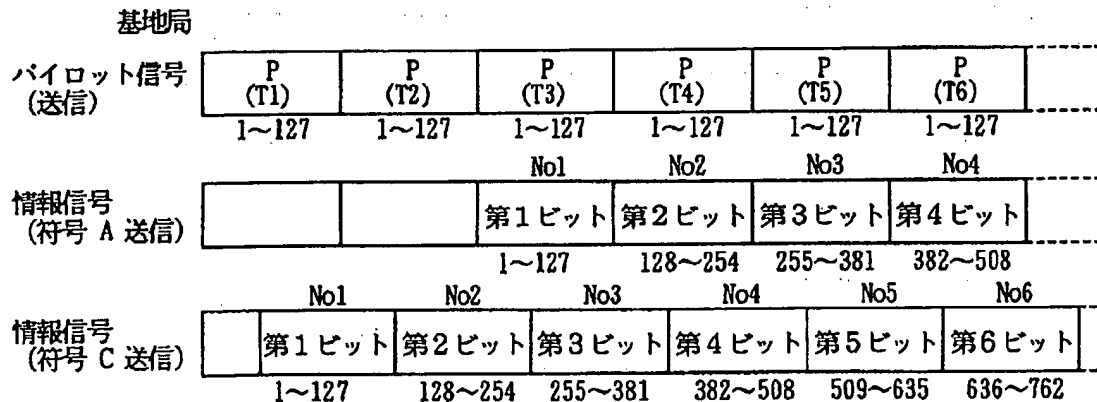 基地局
パイロット信号
(送信)
P P P P P P
(T1) (T2) (T3) (T4) (T5) (T6)
1～127 1～127 1～127 1～127 1～127 1～127
No1 No2 No3 No4
情報信号
(符号 A 送信)
第1ビット 第2ビット 第3ビット 第4ビット
1～127 128～254 255～381 382～508
No1 No2 No3 No4 No5 No6
情報信号
(符号 C 送信)
第1ビット 第2ビット 第3ビット 第4ビット 第5ビット 第6ビット
1～127 128～254 255～381 382～508 509～635 636～762